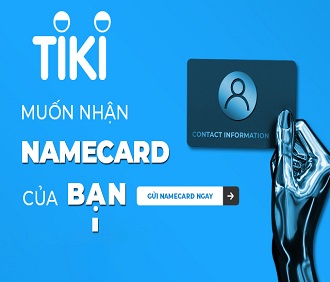 TIKI
MUỐN NHẬN
NAMECARD
CỦA BẠN
GỬI NAMECARD NGAY
CONTACT INFORMATION